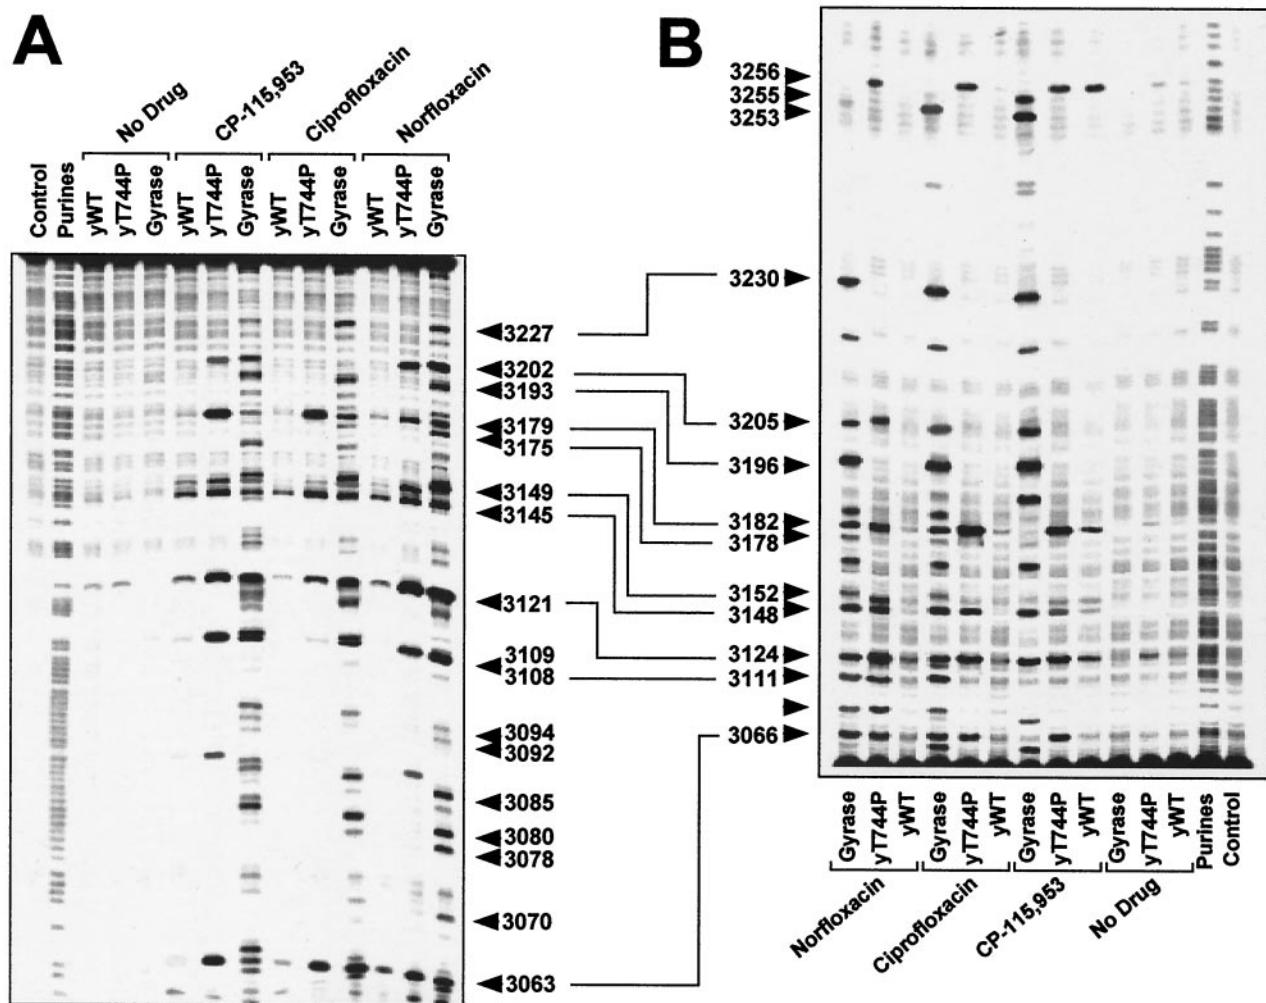 A
No Drug
CP-115,953
Ciprofloxacin
Norfloxacin
Control
Purines
yWT
yT744P
Gyrase
yWT
yT744P
Gyrase
yWT
yT744P
Gyrase
yWT
yT744P
Gyrase
3227
3202
3193
3179
3175
3149
3145
3121
3109
3108
3094
3092
3085
3080
3078
3070
3063
B
3256
3255
3253
3230
3205
3196
3182
3178
3152
3148
3124
3111
3066
Gyrase
yT744P
yWT
Gyrase
yT744P
yWT
Gyrase
yT744P
yWT
Gyrase
yT744P
yWT
Purines
Control
Norfloxacin
Ciprofloxacin
CP-115,953
No Drug